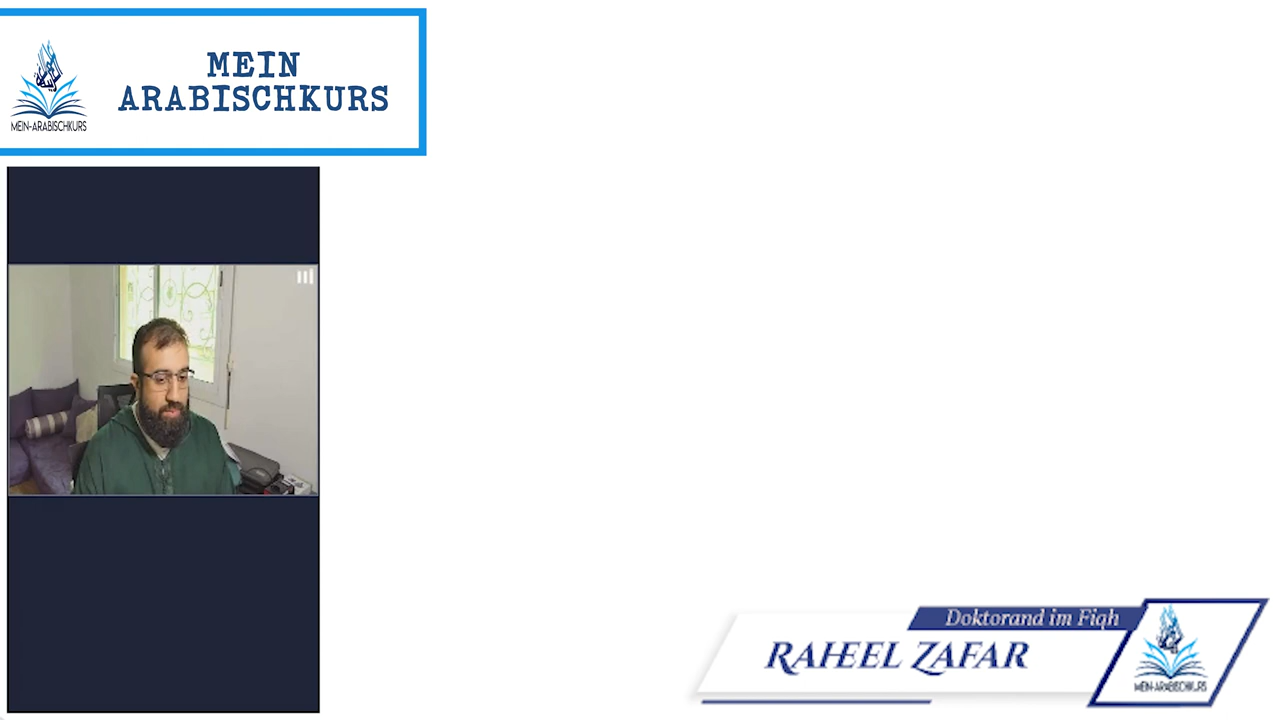 MEIN
ARABISCHKURS
MEIN-ARABISCHKURS
Doktorand im Fiqh
RAHEEL ZAFAR
MEIN-ARABISCHKURS